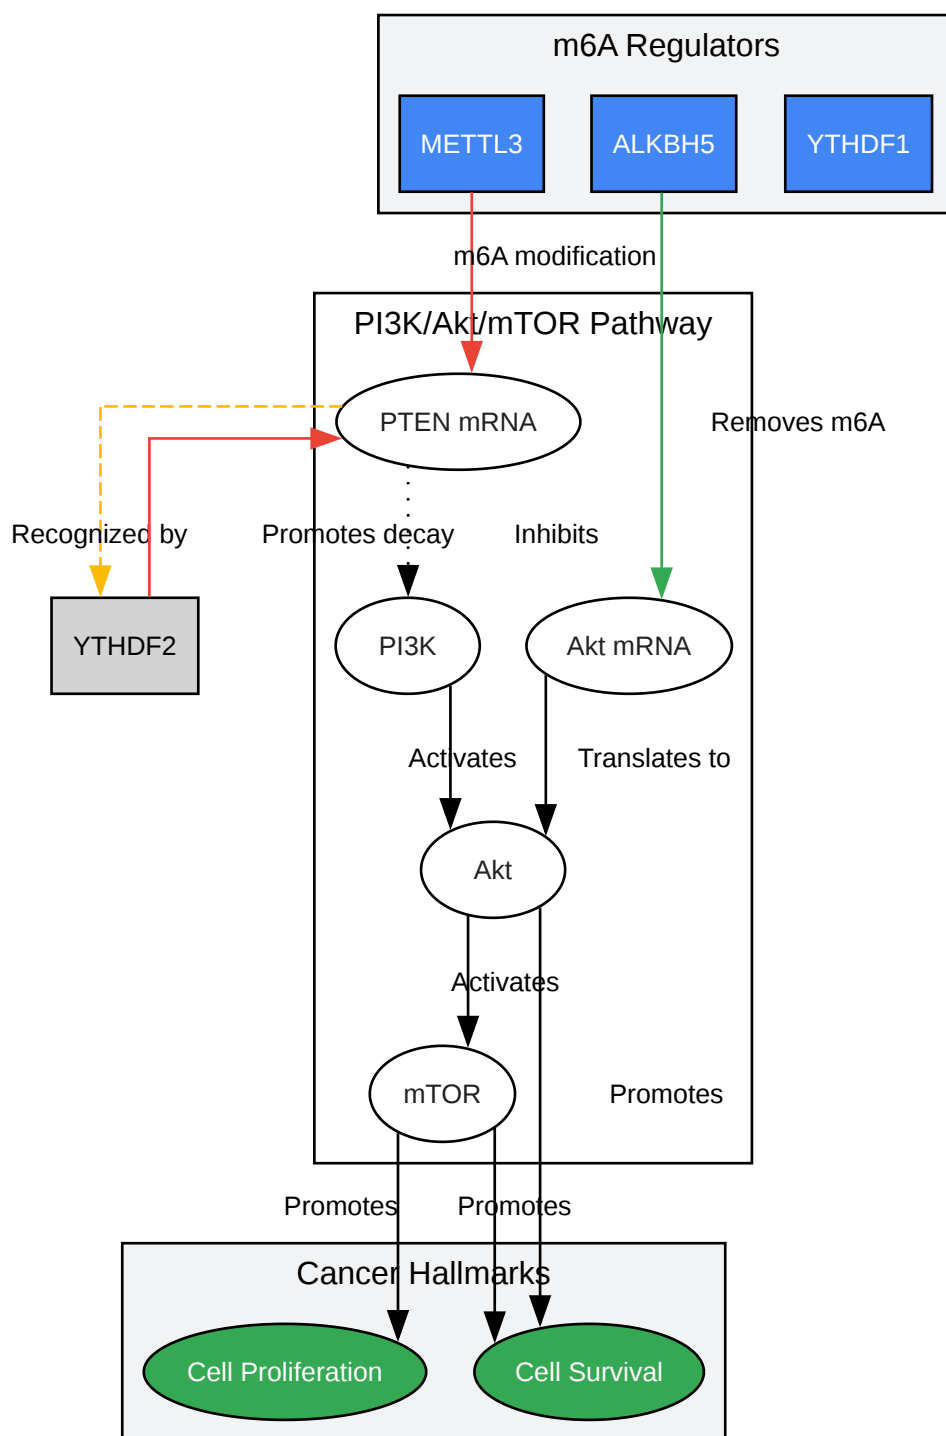 m6A Regulators
METTL3
ALKBH5
YTHDF1
m6A modification
PI3K/Akt/mTOR Pathway
PTEN mRNA
Removes m6A
Recognized by
Promotes decay
Inhibits
YTHDF2
PI3K
Akt mRNA
Activates
Translates to
Akt
Activates
mTOR
Promotes
Promotes
Promotes
Cancer Hallmarks
Cell Proliferation
Cell Survival